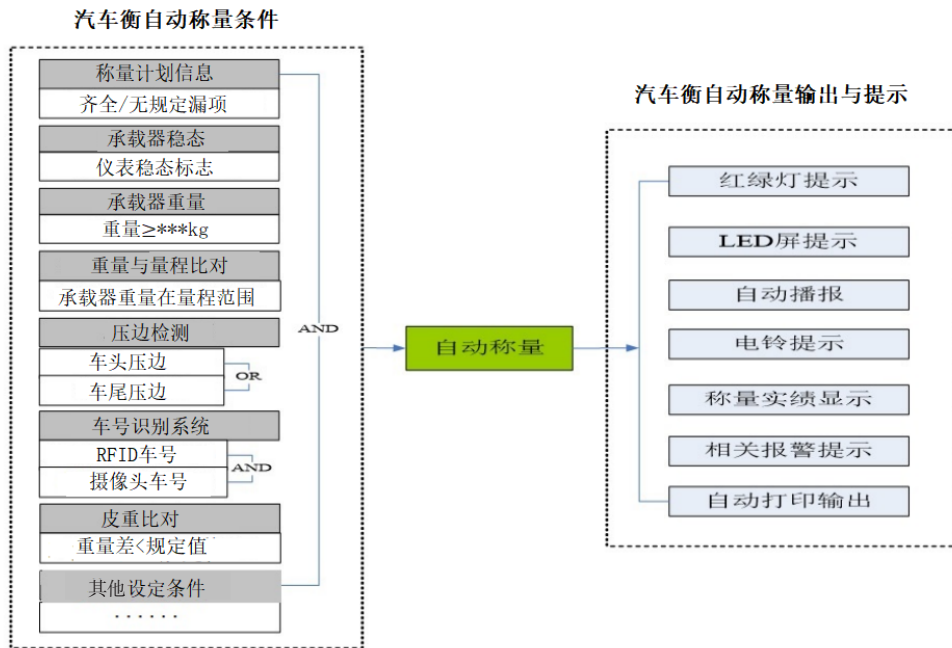 汽车衡自动称量条件
称量计划信息
齐全/无规定漏项
承载器稳态
仪表稳态标志
承载器重量
重量≥***kg
重量与量程比对
承载器重量在量程范围
压边检测
车头压边
OR
车尾压边
车号识别系统
RFID车号
AND
摄像头车号
皮重比对
重量差<规定值
其他设定条件
······
AND
自动称量
汽车衡自动称量输出与提示
红绿灯提示
LED屏提示
自动播报
电铃提示
称量实绩显示
相关报警提示
自动打印输出